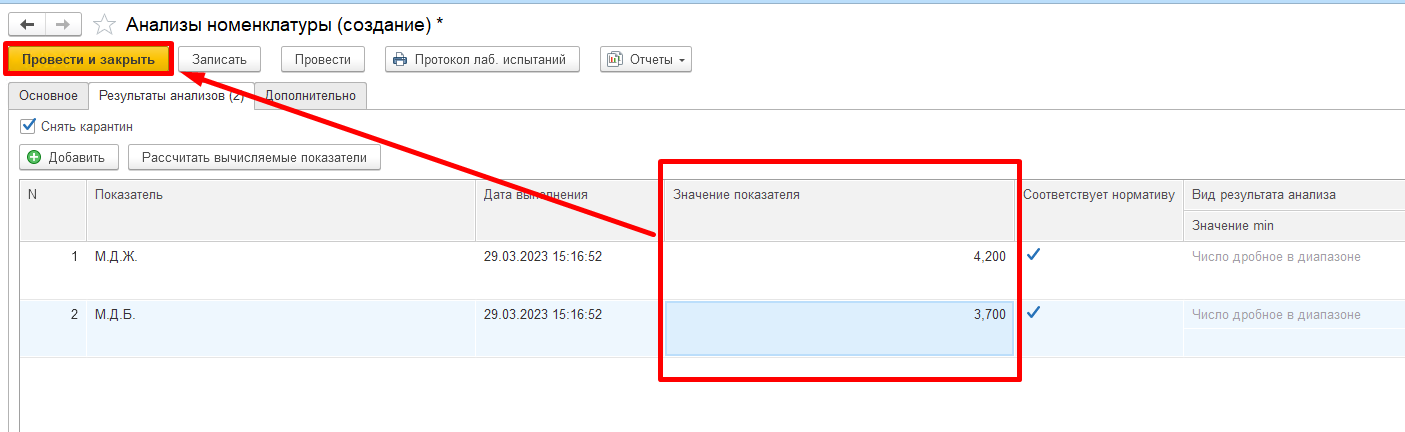 Анализы номенклатуры (создание) *
Провести и закрыть Записать Провести Протокол лаб. испытаний Отчеты
Основное Результаты анализов (2) Дополнительно
Снять карантин
Добавить Рассчитать вычисляемые показатели
N Показатель Дата выполнения Значение показателя Соответствует нормативу Вид результата анализа
Значение min
1 М.Д.Ж. 29.03.2023 15:16:52 4,200 Число дробное в диапазоне
2 М.Д.Б. 29.03.2023 15:16:52 3,700 Число дробное в диапазоне